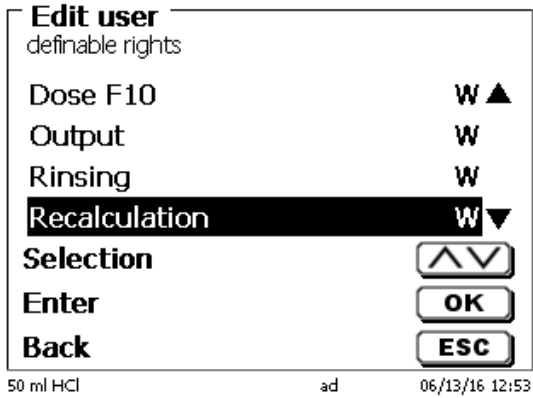 Edit user
definable rights
Dose F10 W ▲
Output W
Rinsing W
Recalculation W ▼
Selection
Enter OK
Back ESC
50 ml HCl ad 06/13/16 12:53